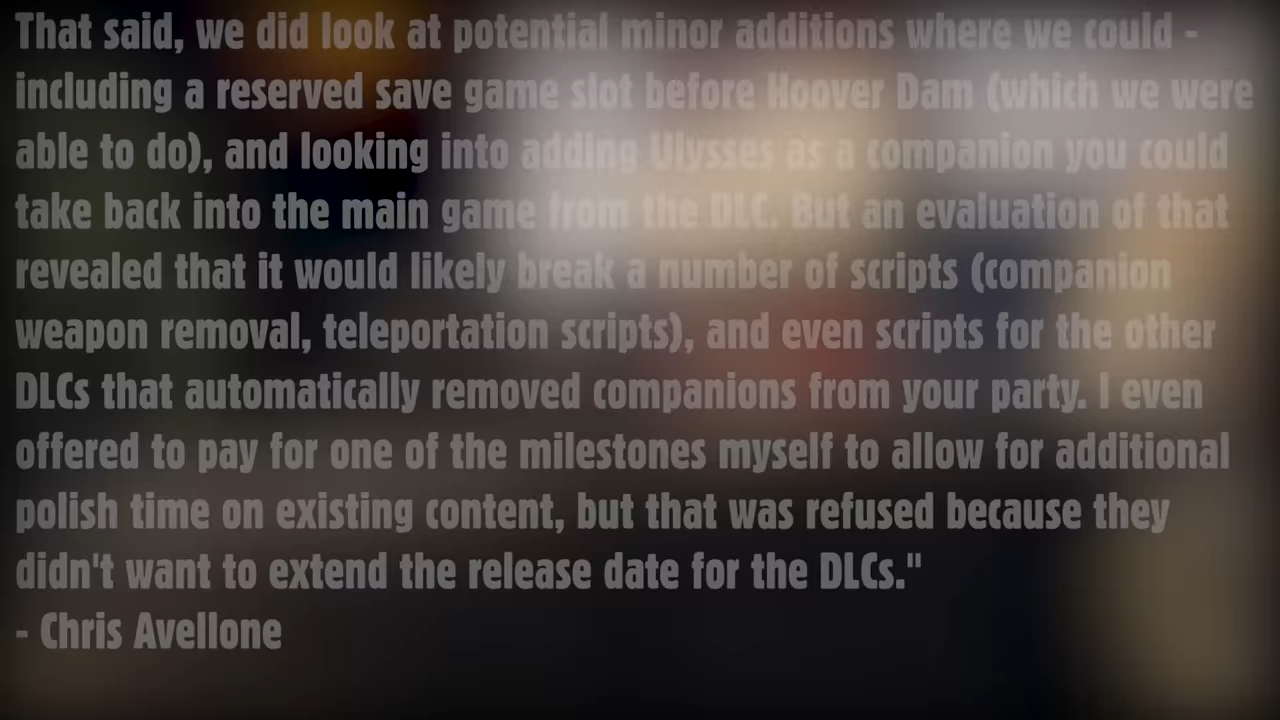 That said, we did look at potential minor additions where we could -
including a reserved save game slot before Hoover Dam (which we were
able to do), and looking into adding Ulysses as a companion you could
take back into the main game from the DLC. But an evaluation of that
revealed that it would likely break a number of scripts (companion
weapon removal, teleportation scripts), and even scripts for the other
DLCs that automatically removed companions from your party. I even
offered to pay for one of the milestones myself to allow for additional
polish time on existing content, but that was refused because they
didn't want to extend the release date for the DLCs."
- Chris Avellone